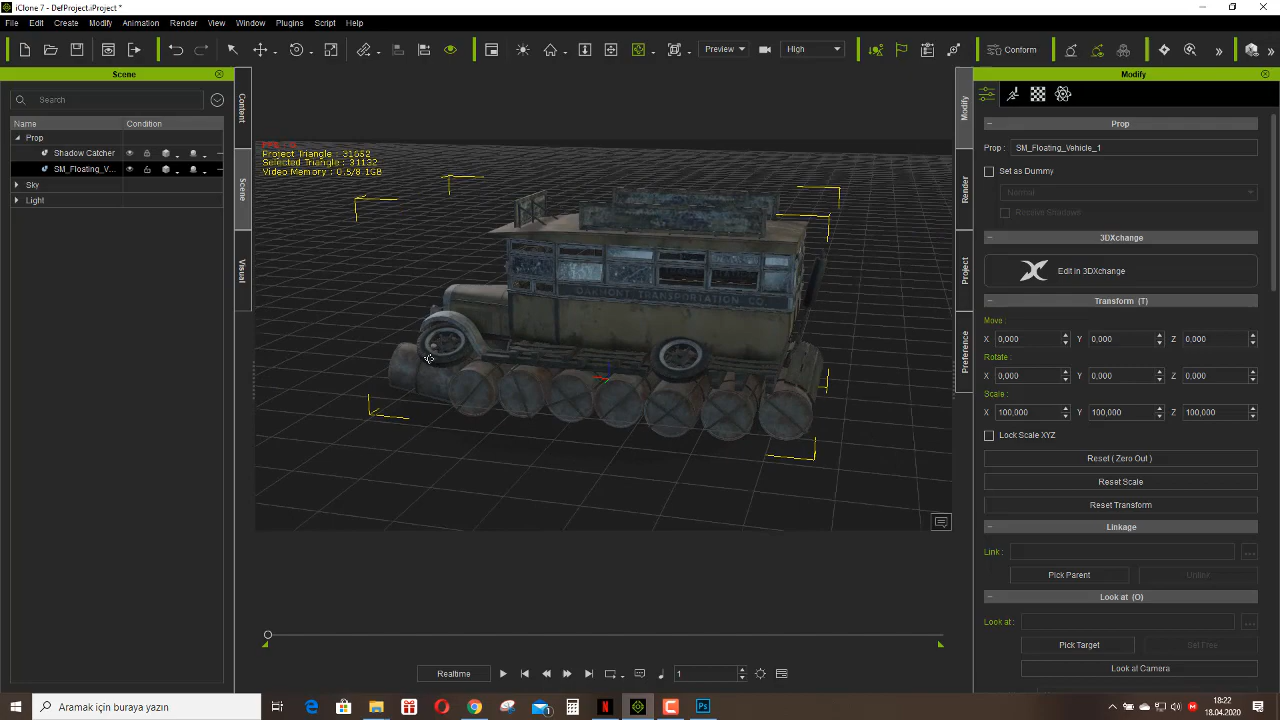 iClone 7 - DefProject.iProject *
File Edit Create Modify Animation Render View Window Plugins Script Help
Preview High Conform
Scene
Search
Name Condition
Prop
Shadow Catcher
SM_Floating_V...
Sky
Light
Content
Scene
Visual
Project Triangle : 31652
Selected Triangle : 31132
Video Memory : 0.5/8.1GB
OAKMONT TRANSPORTATION CO.
Modify
Render
Project
Preference
Modify
Prop
Prop : SM_Floating_Vehicle_1
Set as Dummy
Normal
Receive Shadows
3DXchange
Edit in 3DXchange
Transform (T)
Move :
X 0,000 Y 0,000 Z 0,000
Rotate :
X 0,000 Y 0,000 Z 0,000
Scale :
X 100,000 Y 100,000 Z 100,000
Lock Scale XYZ
Reset ( Zero Out )
Reset Scale
Reset Transform
Linkage
Link :
Pick Parent Unlink
Look at (O)
Look at :
Pick Target Set Free
Look at Camera
Realtime 1
Aramak için buraya yazın
18:22
18.04.2020